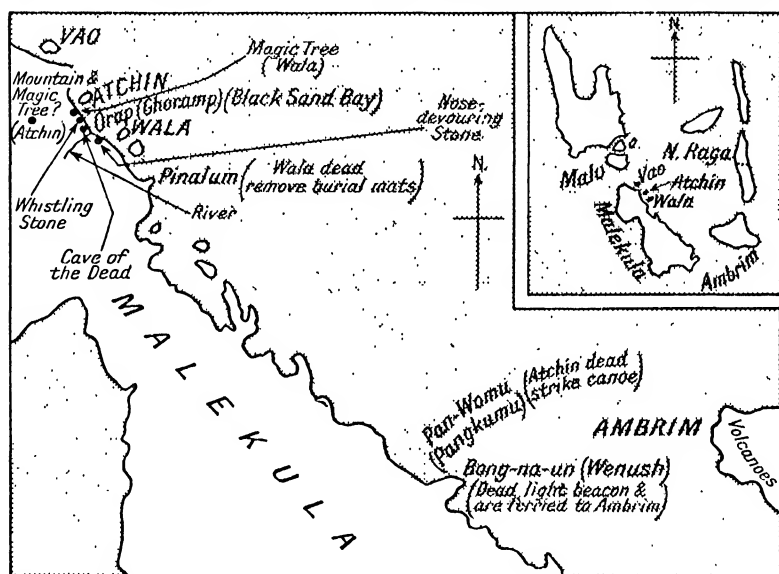 VAO
Magic Tree
(Wala)
Mountain &
Magic
Tree?
(Atchin)
ATCHIN
Orap (Ghoramp) (Black Sand Bay)
WALA
Nose-
devouring
Stone
Pinalum (Wala dead
remove burial mats)
Whistling
Stone
River
Cave of
the Dead
N.
MALEKULA
Pan-Womu
(Pangkumu)
(Atchin dead
strike canoe)
AMBRIM
Volcanoes
Bong-na-un (Wenush)
(Dead light beacon &
are ferried to Ambrim)
N.
N. Raga
Malo
Vao
Atchin
Wala
Malekula
Ambrim